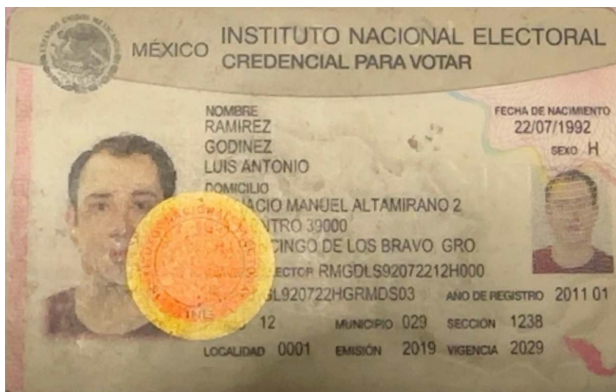 MÉXICO
INSTITUTO NACIONAL ELECTORAL
CREDENCIAL PARA VOTAR
NOMBRE
RAMIREZ
GODINEZ
LUIS ANTONIO
FECHA DE NACIMIENTO
22/07/1992
SEXO H
DOMICILIO
MANUEL ALTAMIRANO 2
39000
DE LOS BRAVO, GRO.
RMGDLS92072212H000
AÑO DE REGISTRO 2011 01
12 MUNICIPIO 029 SECCIÓN 1238
LOCALIDAD 0001 EMISIÓN 2019 VIGENCIA 2029
INE